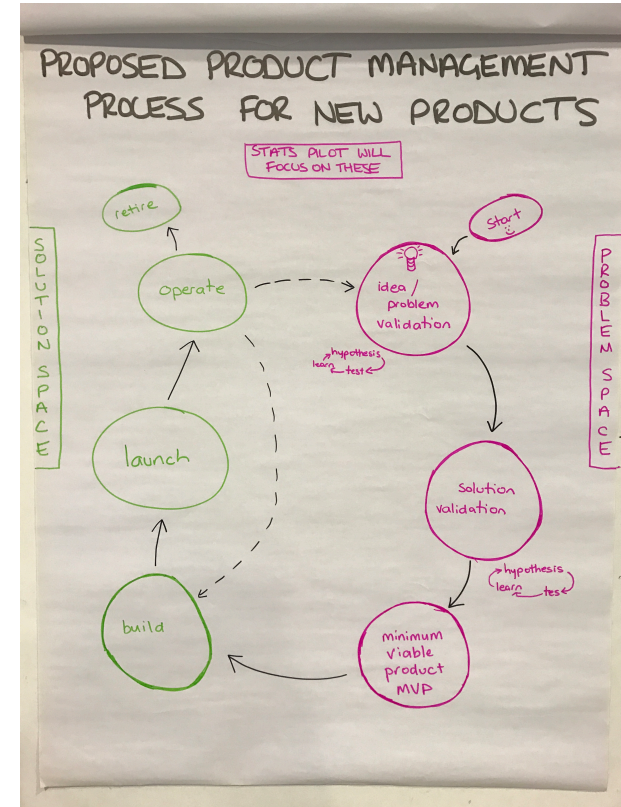 PROPOSED PRODUCT MANAGEMENT
PROCESS FOR NEW PRODUCTS
STATS PILOT WILL
FOCUS ON THESE
retire
Start
SOLUTION SPACE
PROBLEM SPACE
operate
idea /
problem
validation
hypothesis
learn
test
launch
solution
validation
hypothesis
learn
test
build
minimum
viable
product
MVP